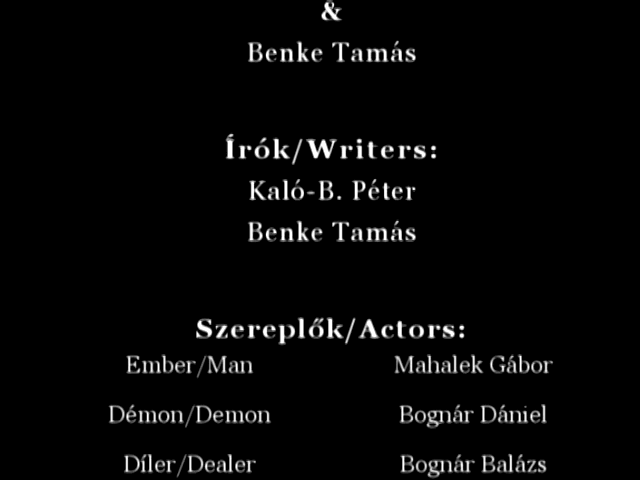 &
Benke Tamás
Írók/Writers:
Kaló-B. Péter
Benke Tamás
Szereplők/Actors:
Ember/Man Mahalek Gábor
Démon/Demon Bognár Dániel
Díler/Dealer Bognár Balázs